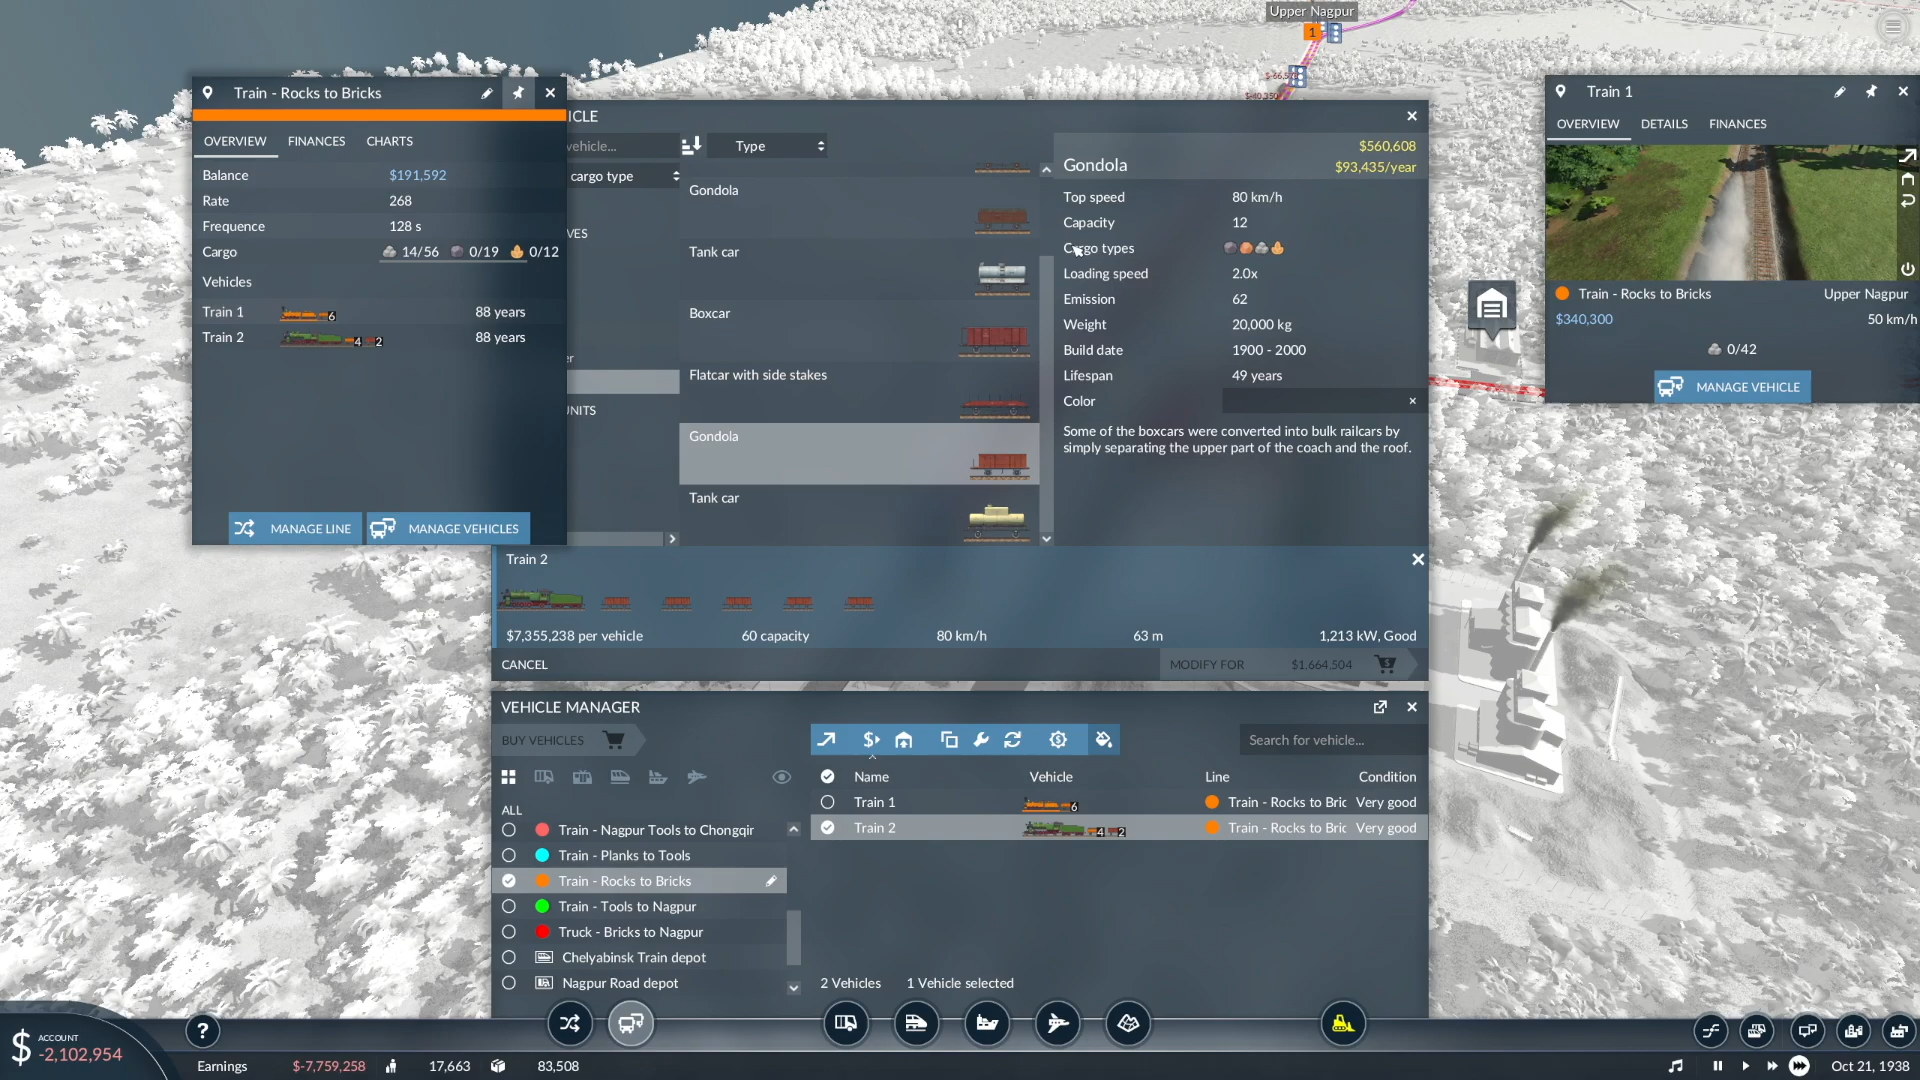 Upper Nagpur
1
Train - Rocks to Bricks
OVERVIEW FINANCES CHARTS
Balance $191,592
Rate 268
Frequence 128 s
Cargo 14/56 0/19 0/12
Vehicles
Train 1 6 88 years
Train 2 4 2 88 years
MANAGE LINE MANAGE VEHICLES
ICLE
vehicle... Type
cargo type
VES
er
UNITS
Gondola
Tank car
Boxcar
Flatcar with side stakes
Gondola
Tank car
$560,608
Gondola $93,435/year
Top speed 80 km/h
Capacity 12
Cargo types
Loading speed 2.0x
Emission 62
Weight 20,000 kg
Build date 1900 - 2000
Lifespan 49 years
Color
Some of the boxcars were converted into bulk railcars by
simply separating the upper part of the coach and the roof.
Train 1
OVERVIEW DETAILS FINANCES
Train - Rocks to Bricks Upper Nagpur
$340,300 50 km/h
0/42
MANAGE VEHICLE
Train 2
$7,355,238 per vehicle 60 capacity 80 km/h 63 m 1,213 kW, Good
CANCEL MODIFY FOR $1,664,504
VEHICLE MANAGER
BUY VEHICLES Search for vehicle...
ALL
Train - Nagpur Tools to Chongqir
Train - Planks to Tools
Train - Rocks to Bricks
Train - Tools to Nagpur
Truck - Bricks to Nagpur
Chelyabinsk Train depot
Nagpur Road depot
Name Vehicle Line Condition
Train 1 6 Train - Rocks to Bric Very good
Train 2 4 2 Train - Rocks to Bric Very good
2 Vehicles 1 Vehicle selected
$ ACCOUNT
-2,102,954
?
Earnings $-7,759,258 17,663 83,508 Oct 21, 1938